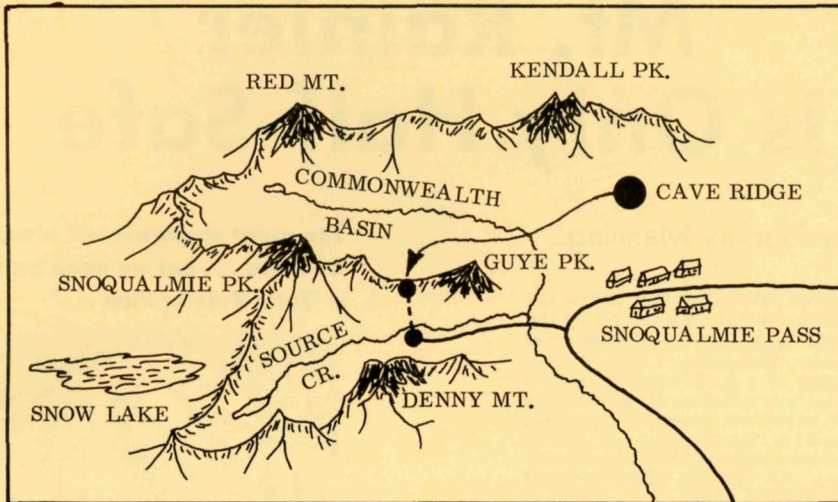 RED MT.
KENDALL PK.
COMMONWEALTH
BASIN
CAVE RIDGE
SNOQUALMIE PK.
GUYE PK.
SOURCE
CR.
SNOQUALMIE PASS
SNOW LAKE
DENNY MT.